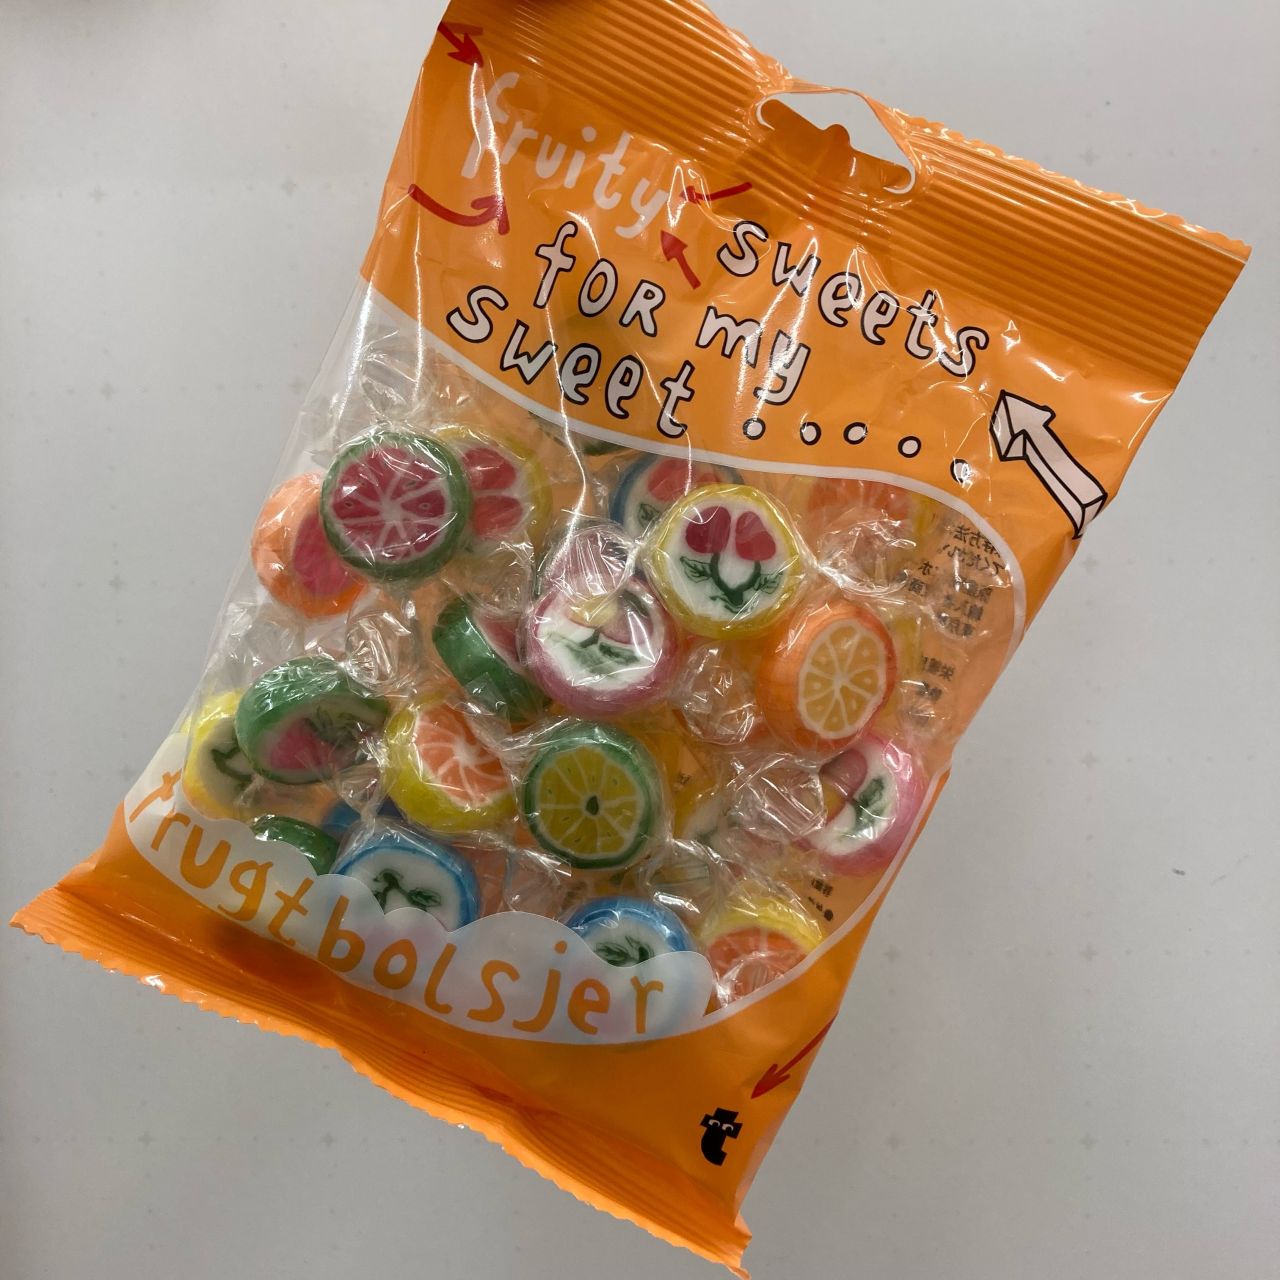 fruity
sweets
for my
sweet .....
frugtbolsjer
t